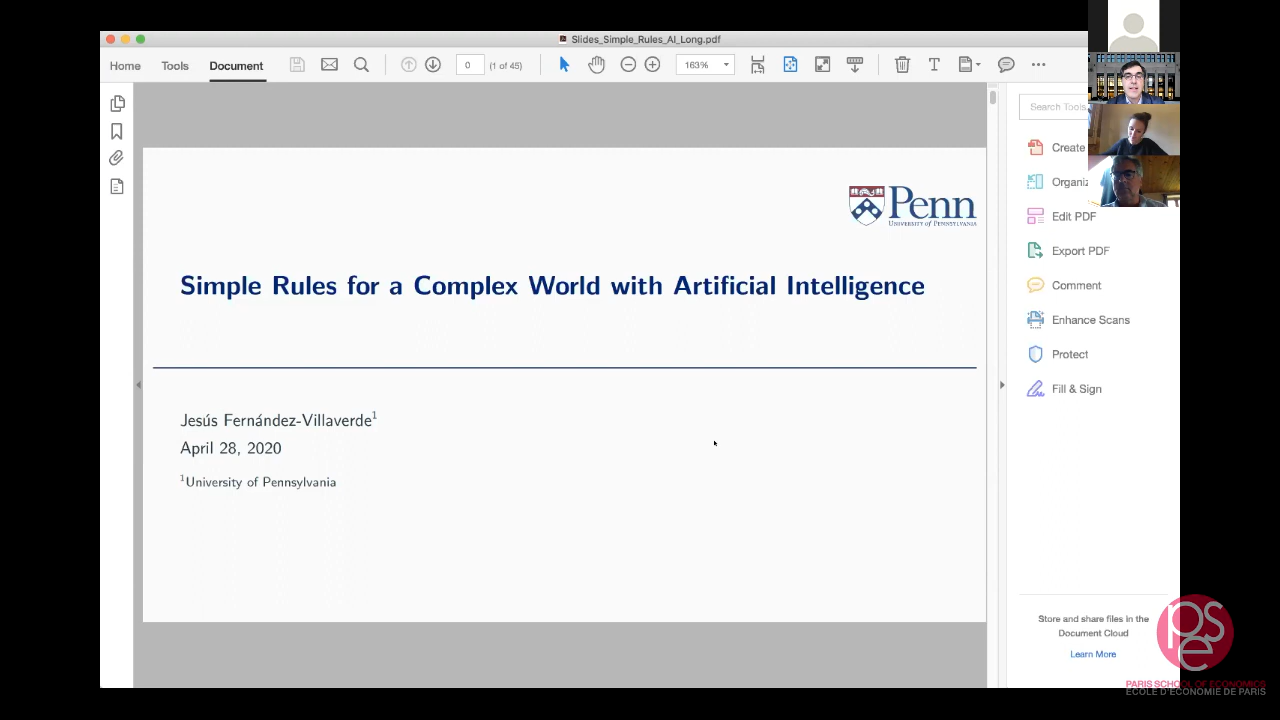 Slides_Simple_Rules_AI_Long.pdf
Home Tools Document 0 (1 of 45) 163%
Search Tools
Create
Organiz
Edit PDF
Export PDF
Comment
Enhance Scans
Protect
Fill & Sign
Penn
UNIVERSITY of PENNSYLVANIA
Simple Rules for a Complex World with Artificial Intelligence
Jesús Fernández-Villaverde¹
April 28, 2020
¹University of Pennsylvania
Store and share files in the
Document Cloud
Learn More
pse
PARIS SCHOOL OF ECONOMICS
ÉCOLE D'ÉCONOMIE DE PARIS